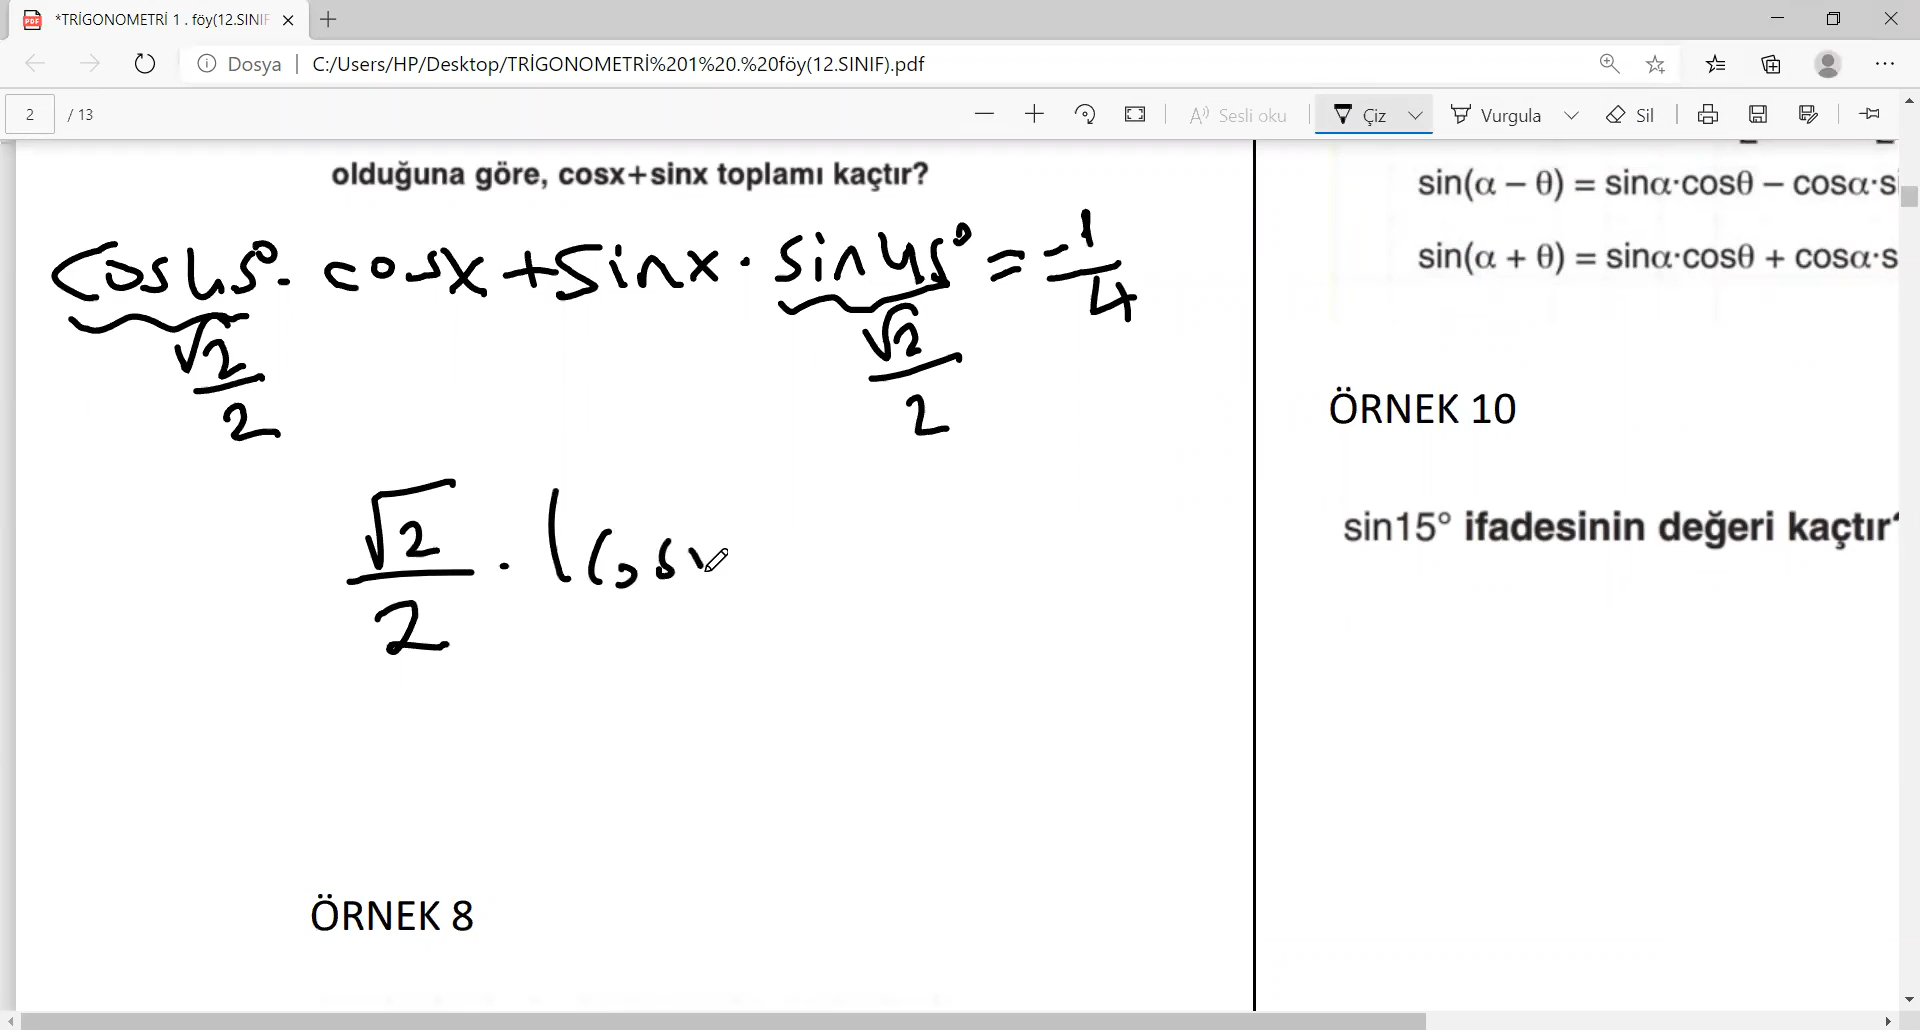 *TRİGONOMETRİ 1 . föy(12.SINIF
Dosya | C:/Users/HP/Desktop/TRİGONOMETRİ%201%20.%20föy(12.SINIF).pdf
2 / 13 Sesli oku Çiz Vurgula Sil
olduğuna göre, cosx+sinx toplamı kaçtır?
cos45°. cosx+sinx · sin45° = -1/4
√2/2 √2/2
√2/2 . (cos
ÖRNEK 8
sin(α – θ) = sinα·cosθ – cosα·s
sin(α + θ) = sinα·cosθ + cosα·s
ÖRNEK 10
sin15° ifadesinin değeri kaçtır?